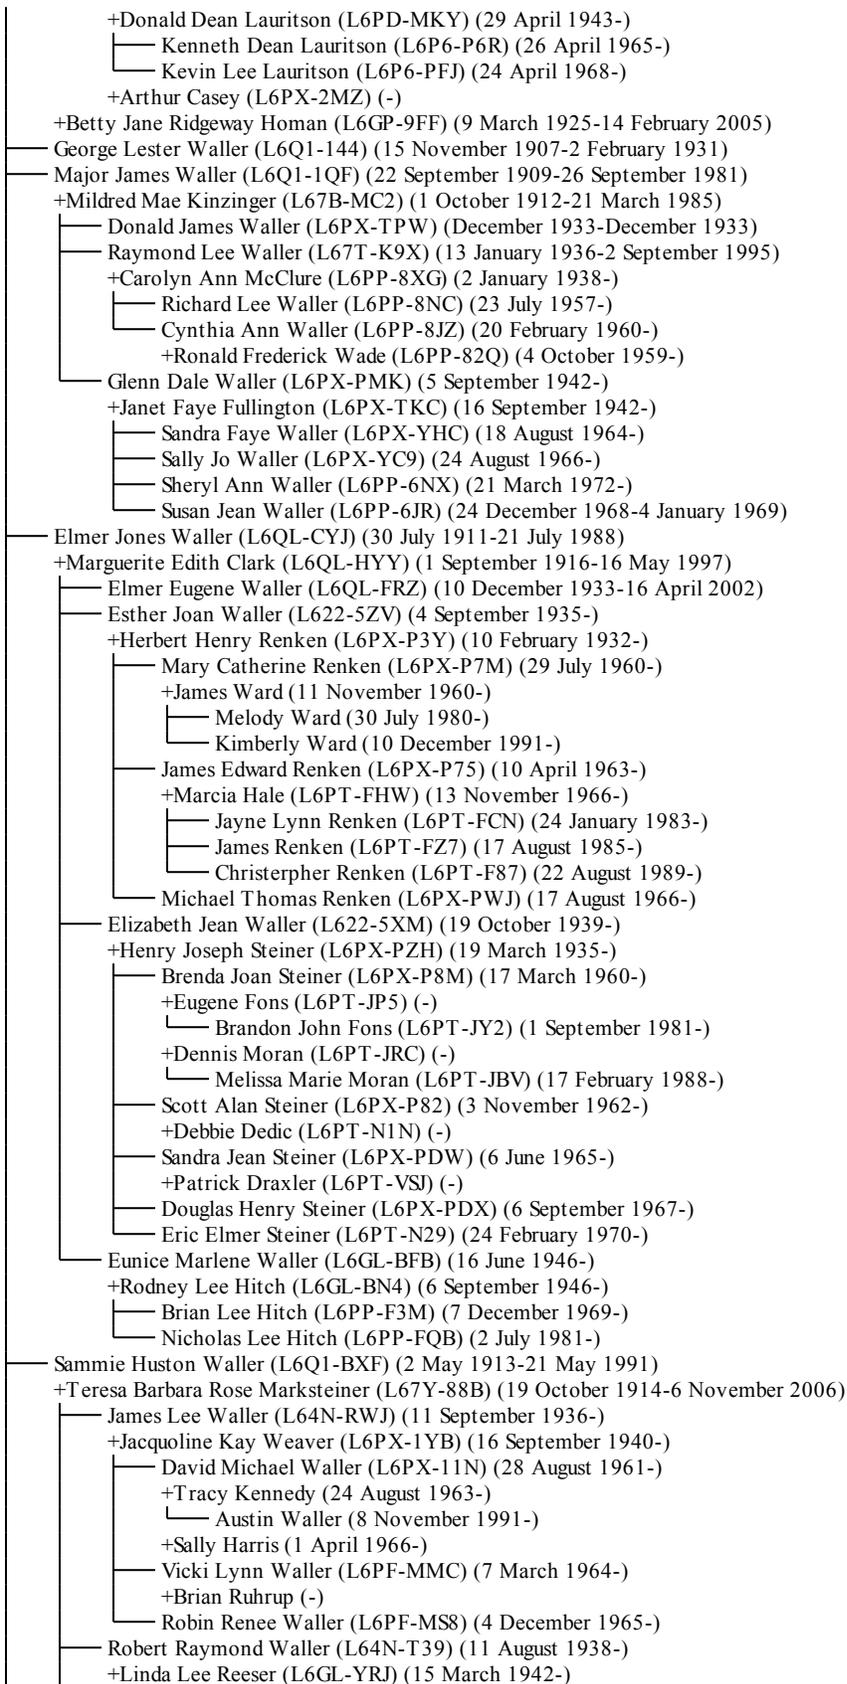 +Donald Dean Lauritson (L6PD-MKY) (29 April 1943-)
Kenneth Dean Lauritson (L6P6-P6R) (26 April 1965-)
Kevin Lee Lauritson (L6P6-PFJ) (24 April 1968-)
+Arthur Casey (L6PX-2MZ) (-)
+Betty Jane Ridgeway Homan (L6GP-9FF) (9 March 1925-14 February 2005)
George Lester Waller (L6Q1-144) (15 November 1907-2 February 1931)
Major James Waller (L6Q1-1QF) (22 September 1909-26 September 1981)
+Mildred Mae Kinzinger (L67B-MC2) (1 October 1912-21 March 1985)
Donald James Waller (L6PX-TPW) (December 1933-December 1933)
Raymond Lee Waller (L67T-K9X) (13 January 1936-2 September 1995)
+Carolyn Ann McClure (L6PP-8XG) (2 January 1938-)
Richard Lee Waller (L6PP-8NC) (23 July 1957-)
Cynthia Ann Waller (L6PP-8JZ) (20 February 1960-)
+Ronald Frederick Wade (L6PP-82Q) (4 October 1959-)
Glenn Dale Waller (L6PX-PMK) (5 September 1942-)
+Janet Faye Fullington (L6PX-TKC) (16 September 1942-)
Sandra Faye Waller (L6PX-YHC) (18 August 1964-)
Sally Jo Waller (L6PX-YC9) (24 August 1966-)
Sheryl Ann Waller (L6PP-6NX) (21 March 1972-)
Susan Jean Waller (L6PP-6JR) (24 December 1968-4 January 1969)
Elmer Jones Waller (L6QL-CYJ) (30 July 1911-21 July 1988)
+Marguerite Edith Clark (L6QL-HYY) (1 September 1916-16 May 1997)
Elmer Eugene Waller (L6QL-FRZ) (10 December 1933-16 April 2002)
Esther Joan Waller (L622-5ZV) (4 September 1935-)
+Herbert Henry Renken (L6PX-P3Y) (10 February 1932-)
Mary Catherine Renken (L6PX-P7M) (29 July 1960-)
+James Ward (11 November 1960-)
Melody Ward (30 July 1980-)
Kimberly Ward (10 December 1991-)
James Edward Renken (L6PX-P75) (10 April 1963-)
+Marcia Hale (L6PT-FHW) (13 November 1966-)
Jayne Lynn Renken (L6PT-FCN) (24 January 1983-)
James Renken (L6PT-FZ7) (17 August 1985-)
Christerpher Renken (L6PT-F87) (22 August 1989-)
Michael Thomas Renken (L6PX-PWJ) (17 August 1966-)
Elizabeth Jean Waller (L622-5XM) (19 October 1939-)
+Henry Joseph Steiner (L6PX-PZH) (19 March 1935-)
Brenda Joan Steiner (L6PX-P8M) (17 March 1960-)
+Eugene Fons (L6PT-JP5) (-)
Brandon John Fons (L6PT-JY2) (1 September 1981-)
+Dennis Moran (L6PT-JRC) (-)
Melissa Marie Moran (L6PT-JBV) (17 February 1988-)
Scott Alan Steiner (L6PX-P82) (3 November 1962-)
+Debbie Dedic (L6PT-N1N) (-)
Sandra Jean Steiner (L6PX-PDW) (6 June 1965-)
+Patrick Draxler (L6PT-VSJ) (-)
Douglas Henry Steiner (L6PX-PDX) (6 September 1967-)
Eric Elmer Steiner (L6PT-N29) (24 February 1970-)
Eunice Marlene Waller (L6GL-BFB) (16 June 1946-)
+Rodney Lee Hitch (L6GL-BN4) (6 September 1946-)
Brian Lee Hitch (L6PP-F3M) (7 December 1969-)
Nicholas Lee Hitch (L6PP-FQB) (2 July 1981-)
Sammie Huston Waller (L6Q1-BXF) (2 May 1913-21 May 1991)
+Teresa Barbara Rose Marksteiner (L67Y-88B) (19 October 1914-6 November 2006)
James Lee Waller (L64N-RWJ) (11 September 1936-)
+Jacquoline Kay Weaver (L6PX-1YB) (16 September 1940-)
David Michael Waller (L6PX-11N) (28 August 1961-)
+Tracy Kennedy (24 August 1963-)
Austin Waller (8 November 1991-)
+Sally Harris (1 April 1966-)
Vicki Lynn Waller (L6PF-MMC) (7 March 1964-)
+Brian Ruhrup (-)
Robin Renee Waller (L6PF-MS8) (4 December 1965-)
Robert Raymond Waller (L64N-T39) (11 August 1938-)
+Linda Lee Reeser (L6GL-YRJ) (15 March 1942-)